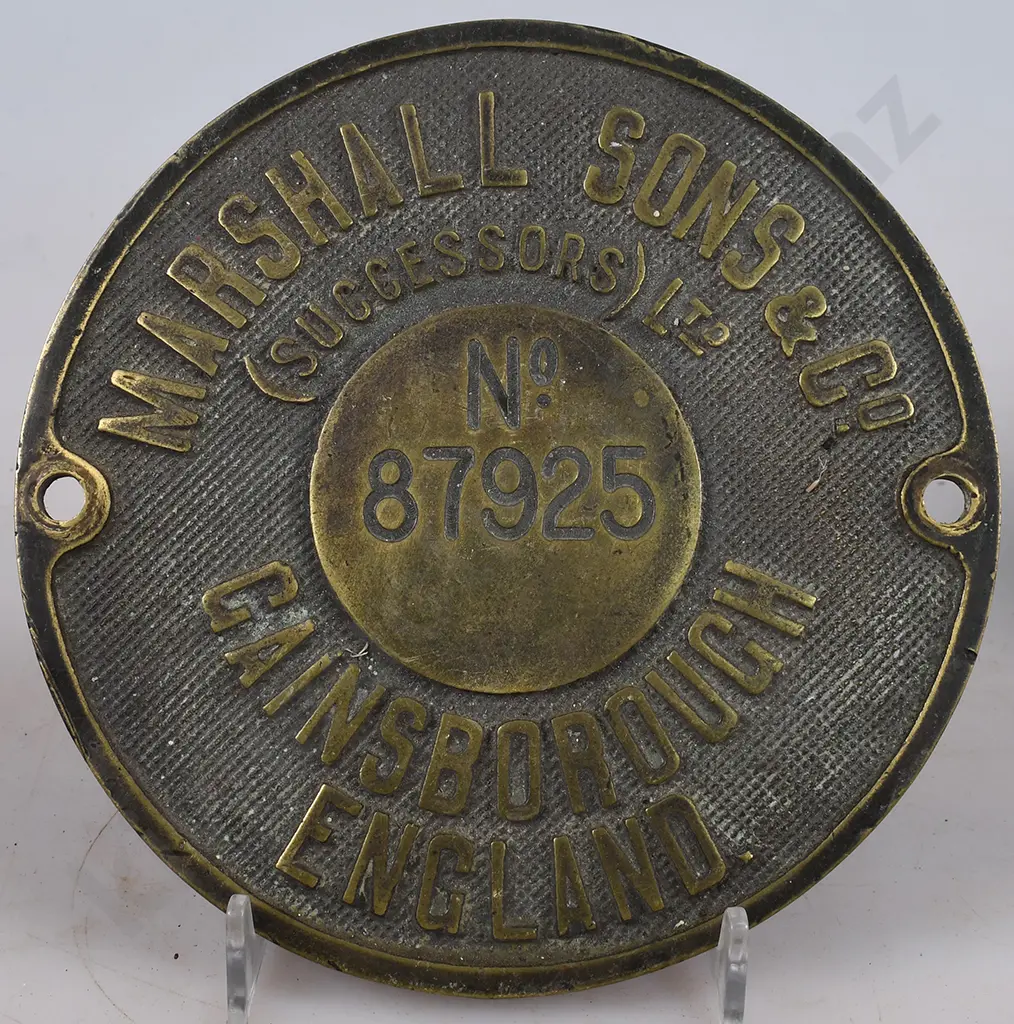 MARSHALL SONS & Cº
(SUCCESSORS) LTD
Nº.
87925
GAINSBOROUGH
ENGLAND.